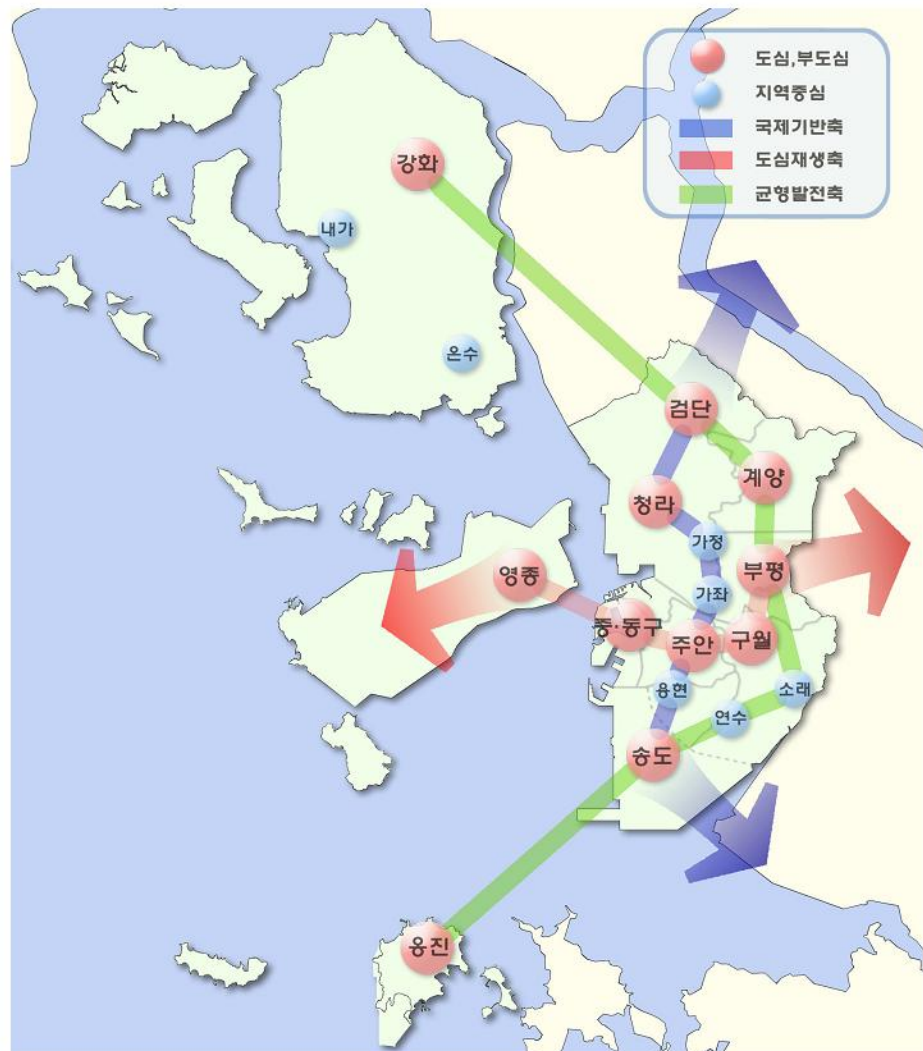 도심,부도심
지역중심
국제기반축
도심재생축
균형발전축
강화
내가
온수
검단
계양
청라
가정
부평
영종
가좌
중·동구
주안
구월
용현
소래
연수
송도
옹진